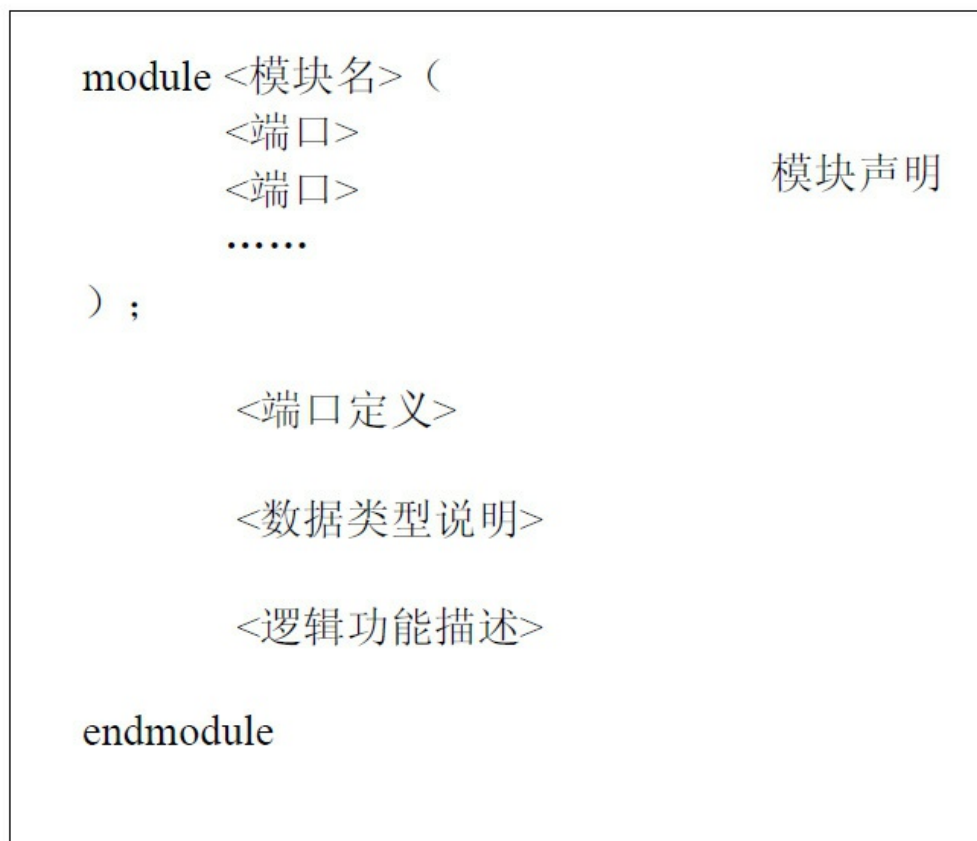 module <模块名>（
<端口>
<端口>
模块声明
……
）；
<端口定义>
<数据类型说明>
<逻辑功能描述>
endmodule